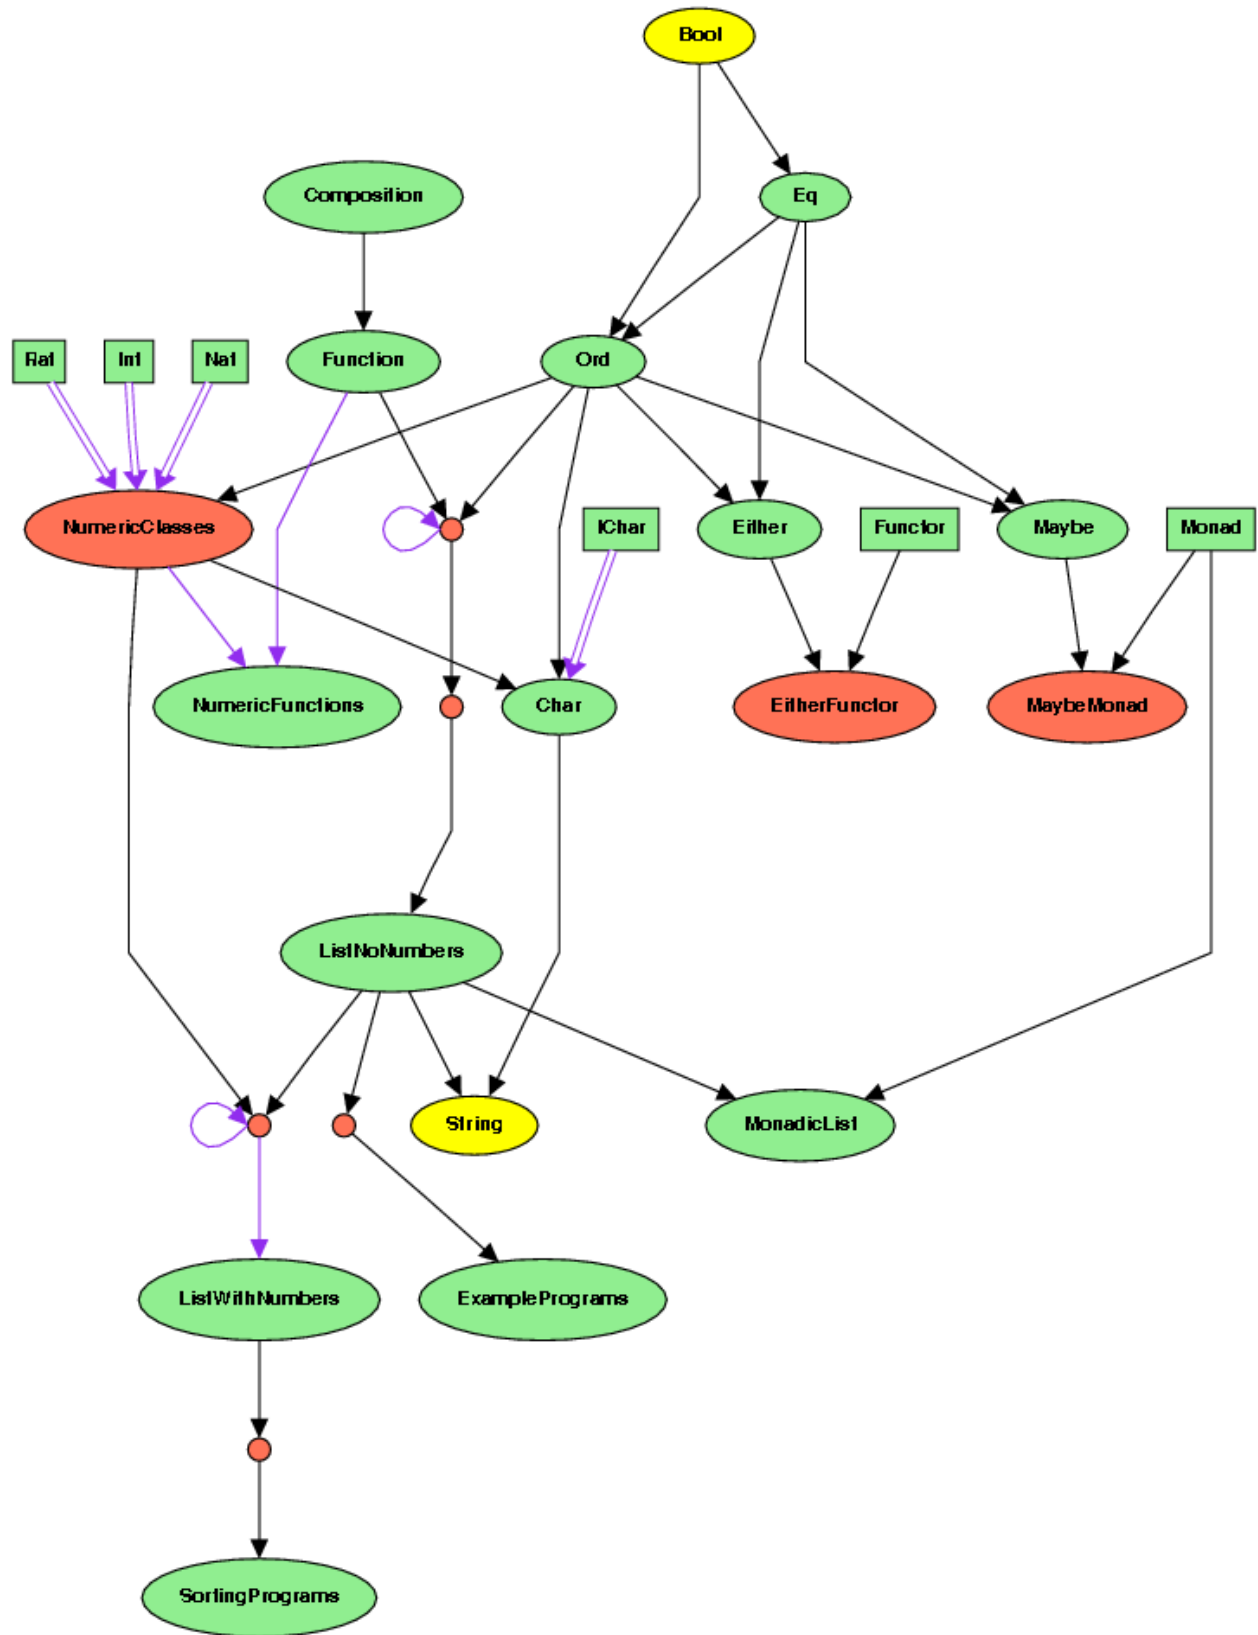 Bool
Composition
Eq
Rat
Int
Nat
Function
Ord
NumericClasses
IChar
Either
Functor
Maybe
Monad
NumericFunctions
Char
EitherFunctor
MaybeMonad
ListNoNumbers
String
MonadicList
ListWithNumbers
ExamplePrograms
SortingPrograms